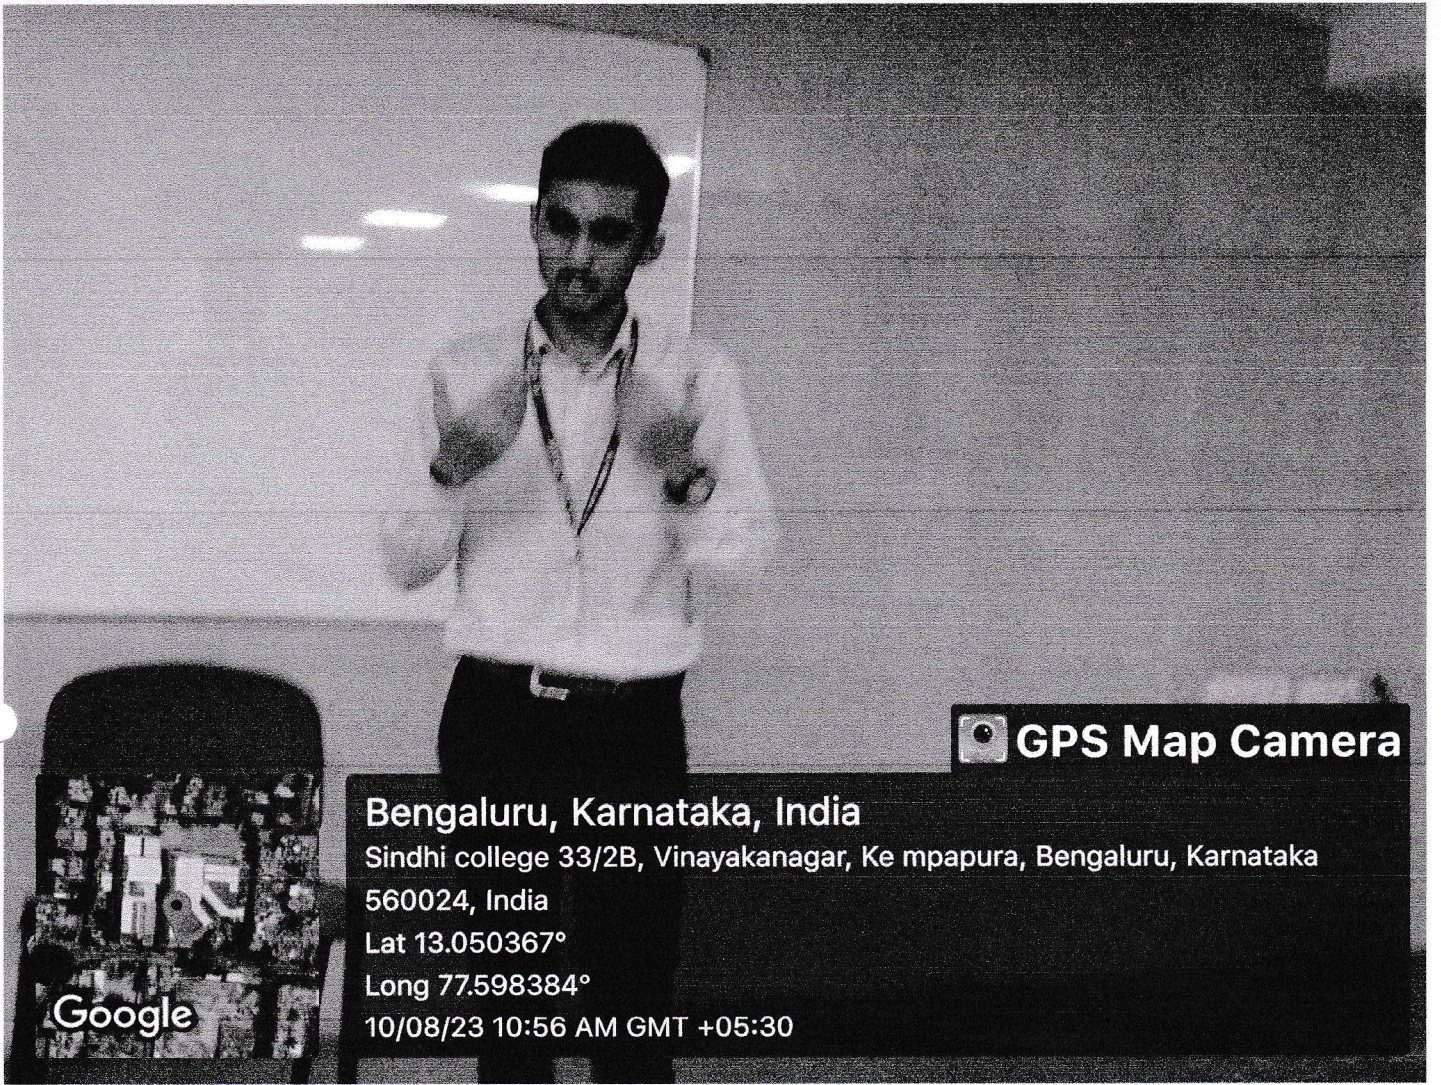 GPS Map Camera
Bengaluru, Karnataka, India
Sindhi college 33/2B, Vinayakanagar, Ke mpapura, Bengaluru, Karnataka
560024, India
Lat 13.050367°
Long 77.598384°
10/08/23 10:56 AM GMT +05:30
Google